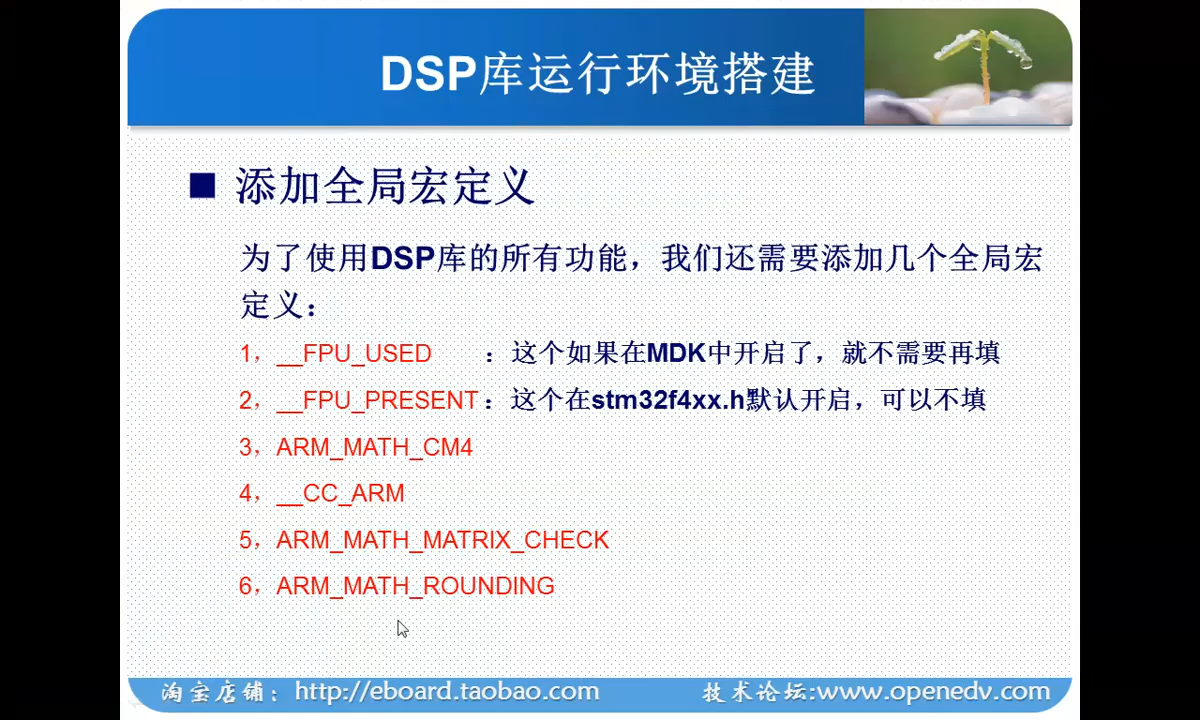 DSP库运行环境搭建
■ 添加全局宏定义
为了使用DSP库的所有功能，我们还需要添加几个全局宏
定义：
1，__FPU_USED ：这个如果在MDK中开启了，就不需要再填
2，__FPU_PRESENT：这个在stm32f4xx.h默认开启，可以不填
3，ARM_MATH_CM4
4，__CC_ARM
5，ARM_MATH_MATRIX_CHECK
6，ARM_MATH_ROUNDING
淘宝店铺：http://eboard.taobao.com 技术论坛:www.openedv.com